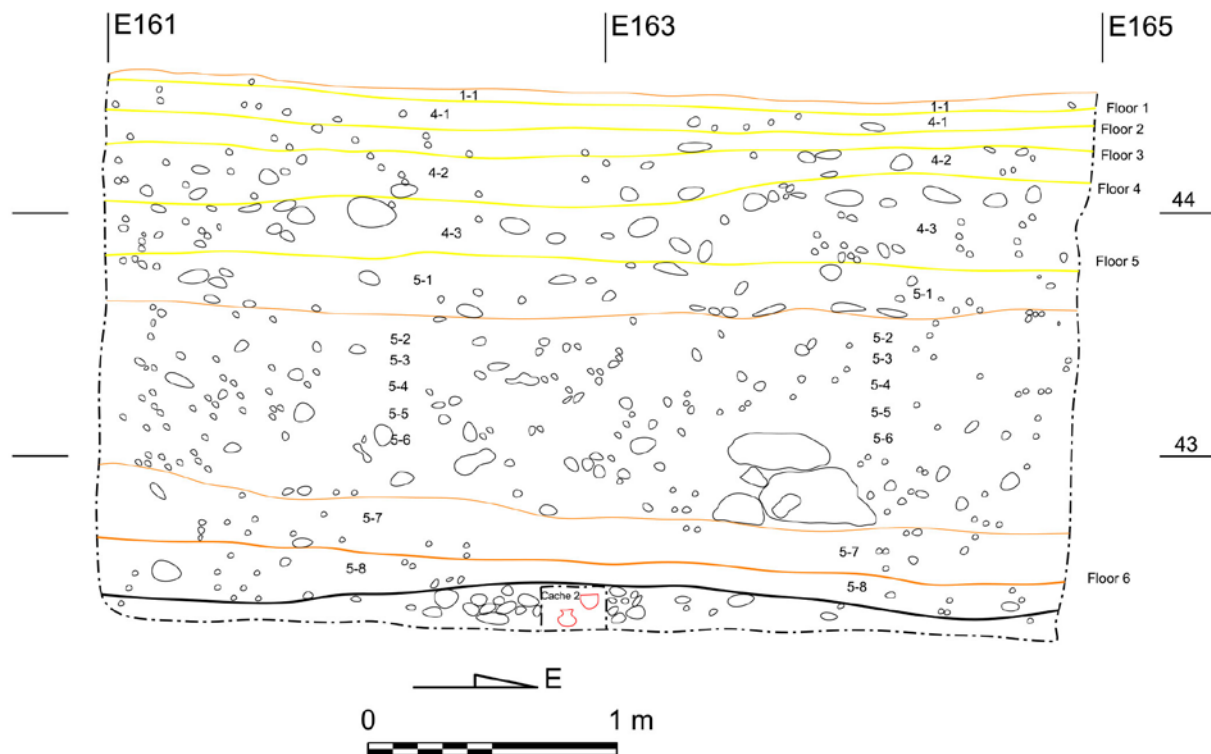 E161 E163 E165
1-1 1-1 Floor 1
4-1 4-1
Floor 2
Floor 3
4-2 4-2
Floor 4
44
4-3 4-3
Floor 5
5-1 5-1
5-2 5-2
5-3 5-3
5-4 5-4
5-5 5-5
5-6 5-6
43
5-7
5-7
5-8 Floor 6
5-8
Cache 2
E
0 1 m